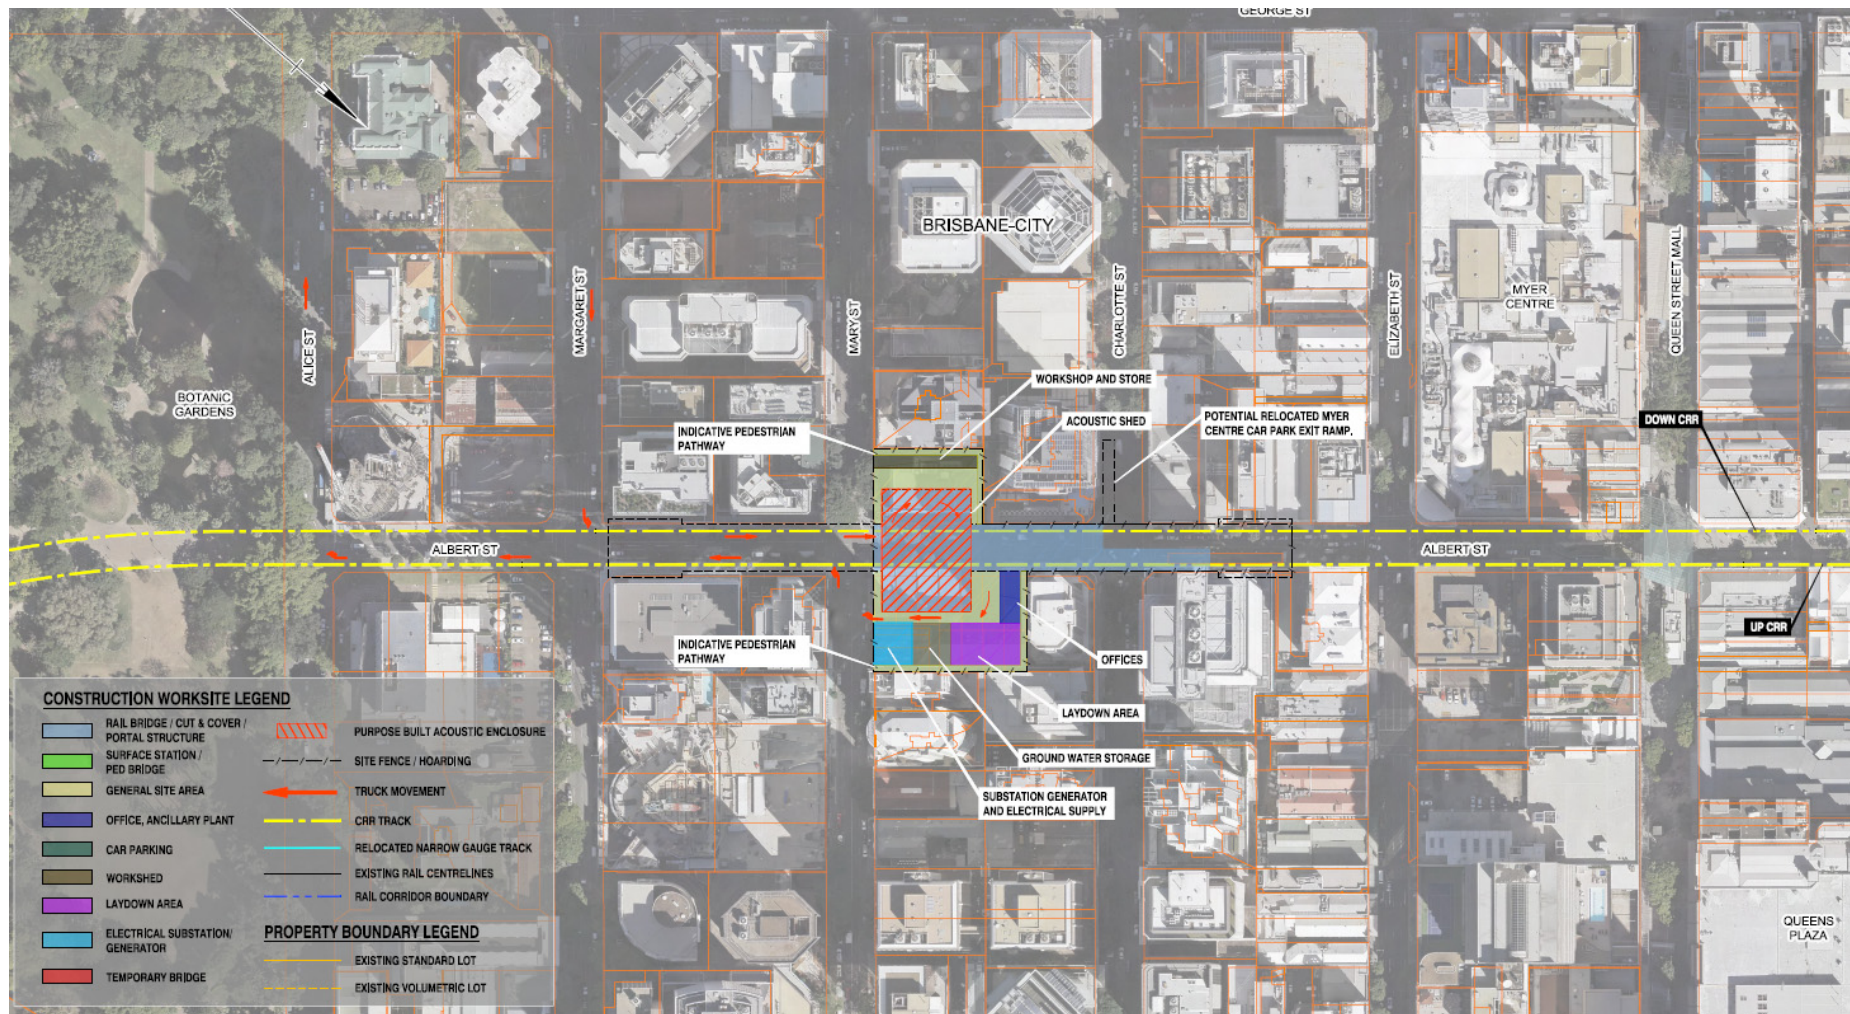 GEORGE ST
BRISBANE-CITY
QUEEN STREET MALL
MARGARET ST
MARY ST
CHARLOTTE ST
ELIZABETH ST
MYER
CENTRE
ALICE ST
BOTANIC
GARDENS
WORKSHOP AND STORE
ACOUSTIC SHED
POTENTIAL RELOCATED MYER
CENTRE CAR PARK EXIT RAMP.
DOWN CRR
INDICATIVE PEDESTRIAN
PATHWAY
ALBERT ST
ALBERT ST
UP CRR
INDICATIVE PEDESTRIAN
PATHWAY
OFFICES
LAYDOWN AREA
GROUND WATER STORAGE
SUBSTATION GENERATOR
AND ELECTRICAL SUPPLY
QUEENS
PLAZA
CONSTRUCTION WORKSITE LEGEND
RAIL BRIDGE / CUT & COVER /
PORTAL STRUCTURE
SURFACE STATION /
PED BRIDGE
GENERAL SITE AREA
OFFICE, ANCILLARY PLANT
CAR PARKING
WORKSHED
LAYDOWN AREA
ELECTRICAL SUBSTATION/
GENERATOR
TEMPORARY BRIDGE
PURPOSE BUILT ACOUSTIC ENCLOSURE
SITE FENCE / HOARDING
TRUCK MOVEMENT
CRR TRACK
RELOCATED NARROW GAUGE TRACK
EXISTING RAIL CENTRELINES
RAIL CORRIDOR BOUNDARY
PROPERTY BOUNDARY LEGEND
EXISTING STANDARD LOT
EXISTING VOLUMETRIC LOT